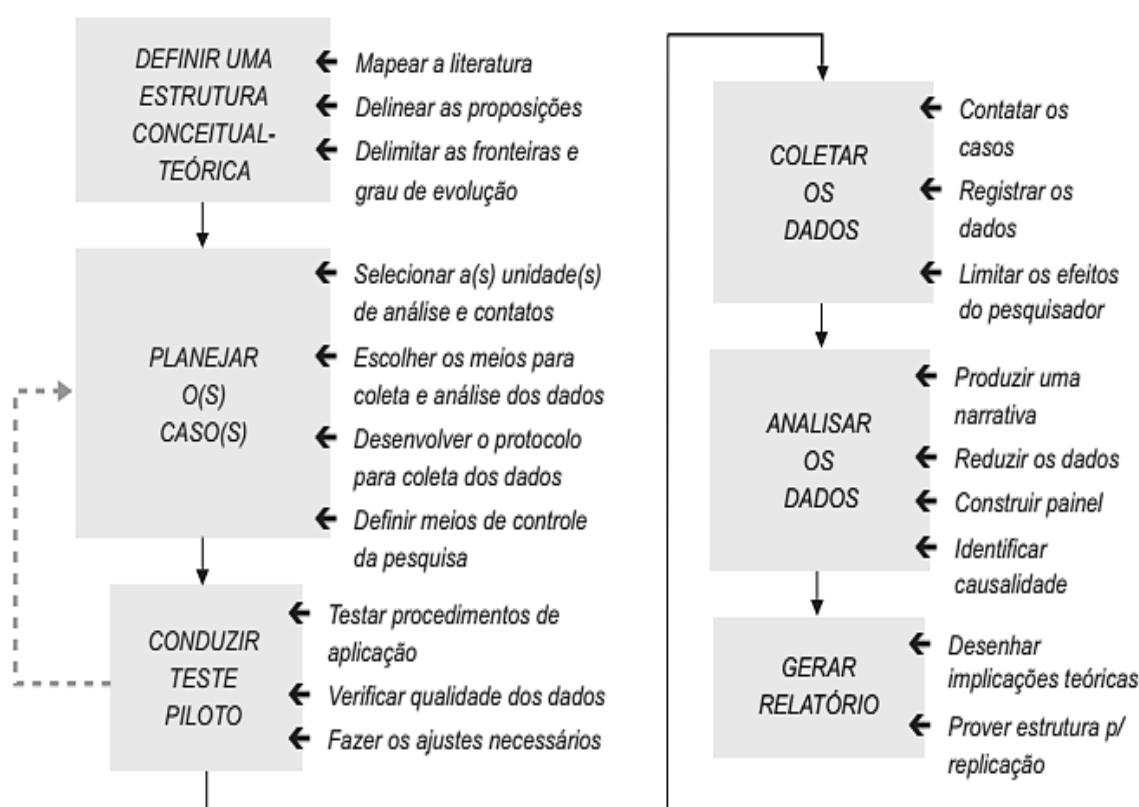 DEFINIR UMA
ESTRUTURA
CONCEITUAL-
TEÓRICA
Mapear a literatura
Delinear as proposições
Delimitar as fronteiras e
grau de evolução
PLANEJAR
O(S)
CASO(S)
Selecionar a(s) unidade(s)
de análise e contatos
Escolher os meios para
coleta e análise dos dados
Desenvolver o protocolo
para coleta dos dados
Definir meios de controle
da pesquisa
CONDUZIR
TESTE
PILOTO
Testar procedimentos de
aplicação
Verificar qualidade dos dados
Fazer os ajustes necessários
COLETAR
OS
DADOS
Contatar os
casos
Registrar os
dados
Limitar os efeitos
do pesquisador
ANALISAR
OS
DADOS
Produzir uma
narrativa
Reduzir os dados
Construir painel
Identificar
causalidade
GERAR
RELATÓRIO
Desenhar
implicações teóricas
Prover estrutura p/
replicação